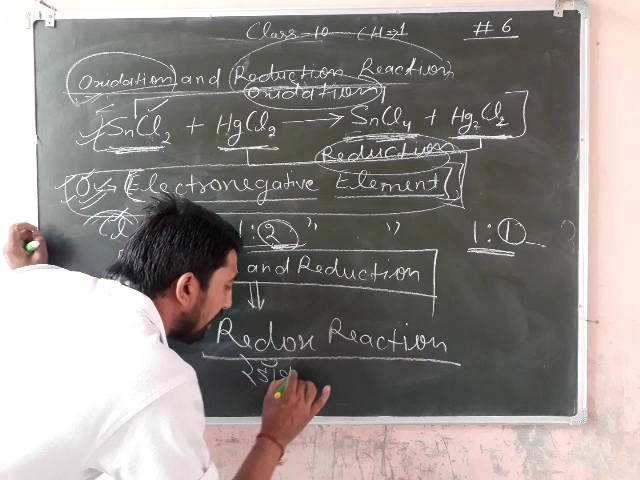 Class-10 CH=1 #6
Oxidation and Reduction Reaction
Oxidation
SnCl₂ + HgCl₂ → SnCl₄ + Hg₂Cl₂
Reduction
Electronegative Element
1:2 " " 1:1
and Reduction
⇓
Redox Reaction